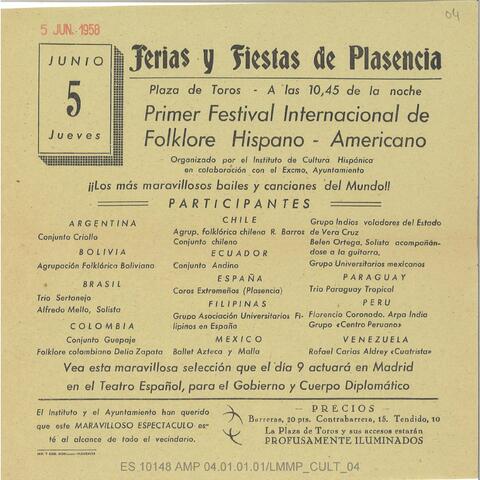 5 JUN. 1958
04
JUNIO
5
Jueves
Ferias y Fiestas de Plasencia
Plaza de Toros - A las 10,45 de la noche
Primer Festival Internacional de
Folklore Hispano - Americano
Organizado por el Instituto de Cultura Hispánica
en colaboración con el Excmo, Ayuntamiento
¡¡Los más maravillosos bailes y canciones del Mundo!!
PARTICIPANTES
ARGENTINA
Conjunto Criollo
BOLIVIA
Agrupación Folklórica Boliviana
BRASIL
Trio Sertanejo
Alfredo Mello, Solista
COLOMBIA
Conjunto Guepaje
Folklore colombiano Delia Zapata
CHILE
Agrup, folklórica chilena R. Barros
Conjunto chileno
ECUADOR
Conjunto Andino
ESPAÑA
Coros Extremeños (Plasencia)
FILIPINAS
Grupo Asociación Universitarios Fi-
lipinos en España
MEXICO
Ballet Azteca y Malla
Grupo Indios voladores del Estado
de Vera Cruz
Belen Ortega, Solista acompañán-
dose a la guitarra,
Grupo Universitarios mexicanos
PARAGUAY
Trio Paraguay Tropical
PERU
Florencio Coronado. Arpa India
Grupo «Centro Peruano»
VENEZUELA
Rafael Carias Aldrey «Cuatrista»
Vea esta maravillosa selección que el día 9 actuará en Madrid
en el Teatro Español, para el Gobierno y Cuerpo Diplomático
El Instituto y el Ayuntamiento han querido
que este MARAVILLOSO ESPECTACULO es-
té al alcance de todo el vecindario.
PRECIOS
Barreras, 20 pts. Contrabarrera, 15. Tendido, 10
La Plaza de Toros y sus accesos estarán
PROFUSAMENTE ILUMINADOS
ES 10148 AMP 04.01.01.01/LMMP_CULT_04